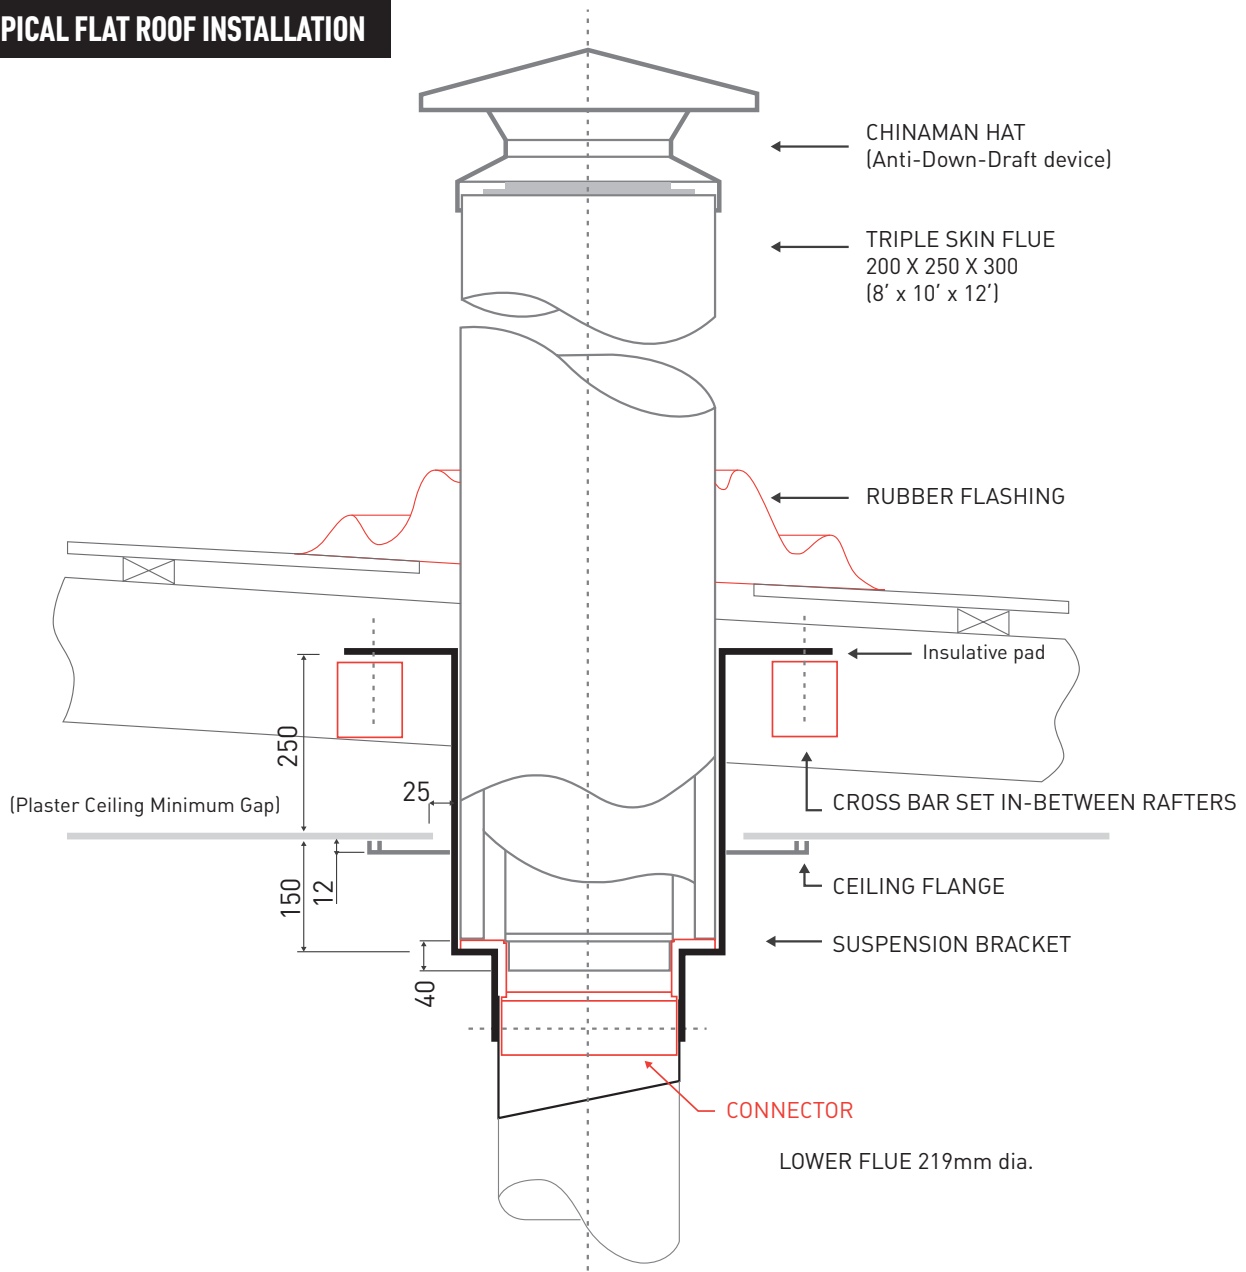 PICAL FLAT ROOF INSTALLATION
CHINAMAN HAT
(Anti-Down-Draft device)
TRIPLE SKIN FLUE
200 X 250 X 300
(8’ x 10’ x 12’)
RUBBER FLASHING
Insulative pad
250
25
(Plaster Ceiling Minimum Gap)
CROSS BAR SET IN-BETWEEN RAFTERS
150
12
CEILING FLANGE
SUSPENSION BRACKET
40
CONNECTOR
LOWER FLUE 219mm dia.